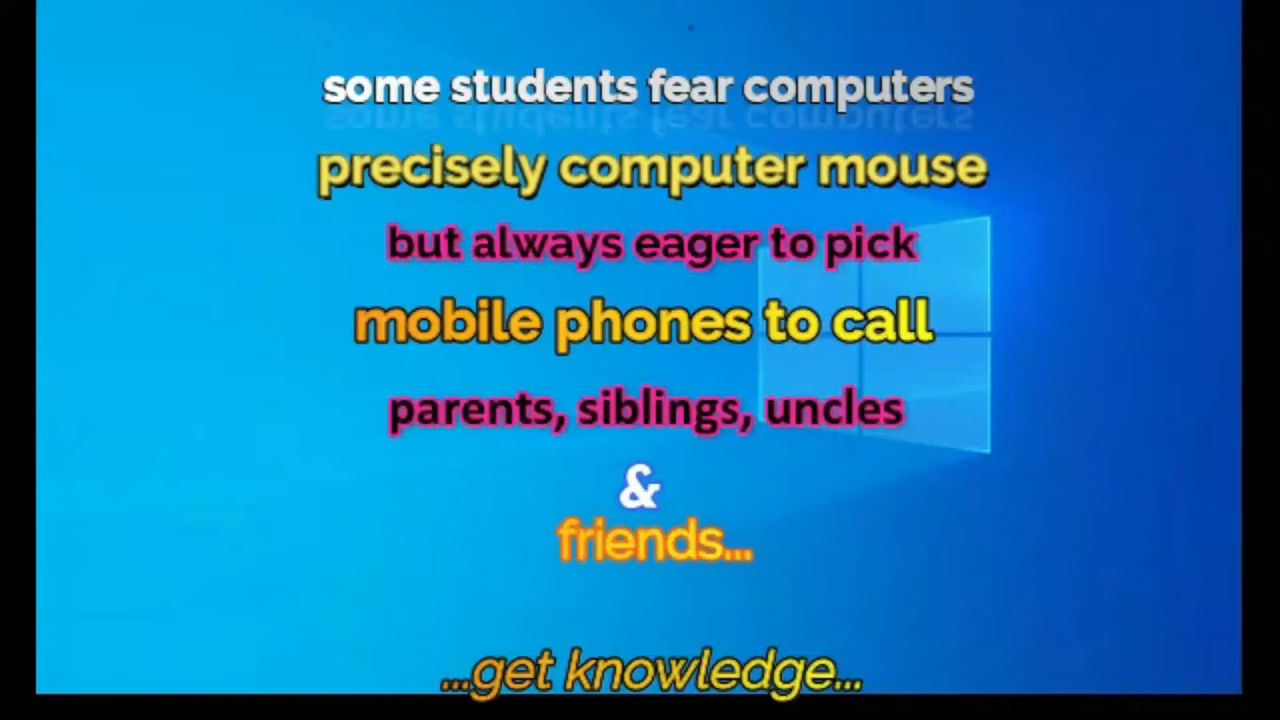 some students fear computers
precisely computer mouse
but always eager to pick
mobile phones to call
parents, siblings, uncles
&
friends...
...get knowledge...